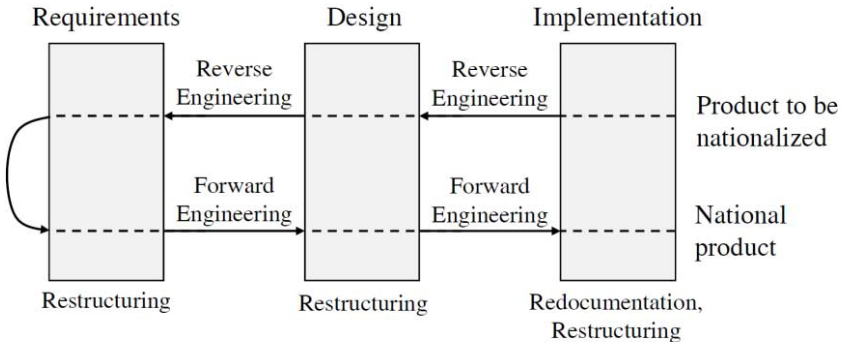 Requirements
Design
Implementation
Reverse
Engineering
Reverse
Engineering
Product to be
nationalized
Forward
Engineering
Forward
Engineering
National
product
Restructuring
Restructuring
Redocumentation,
Restructuring